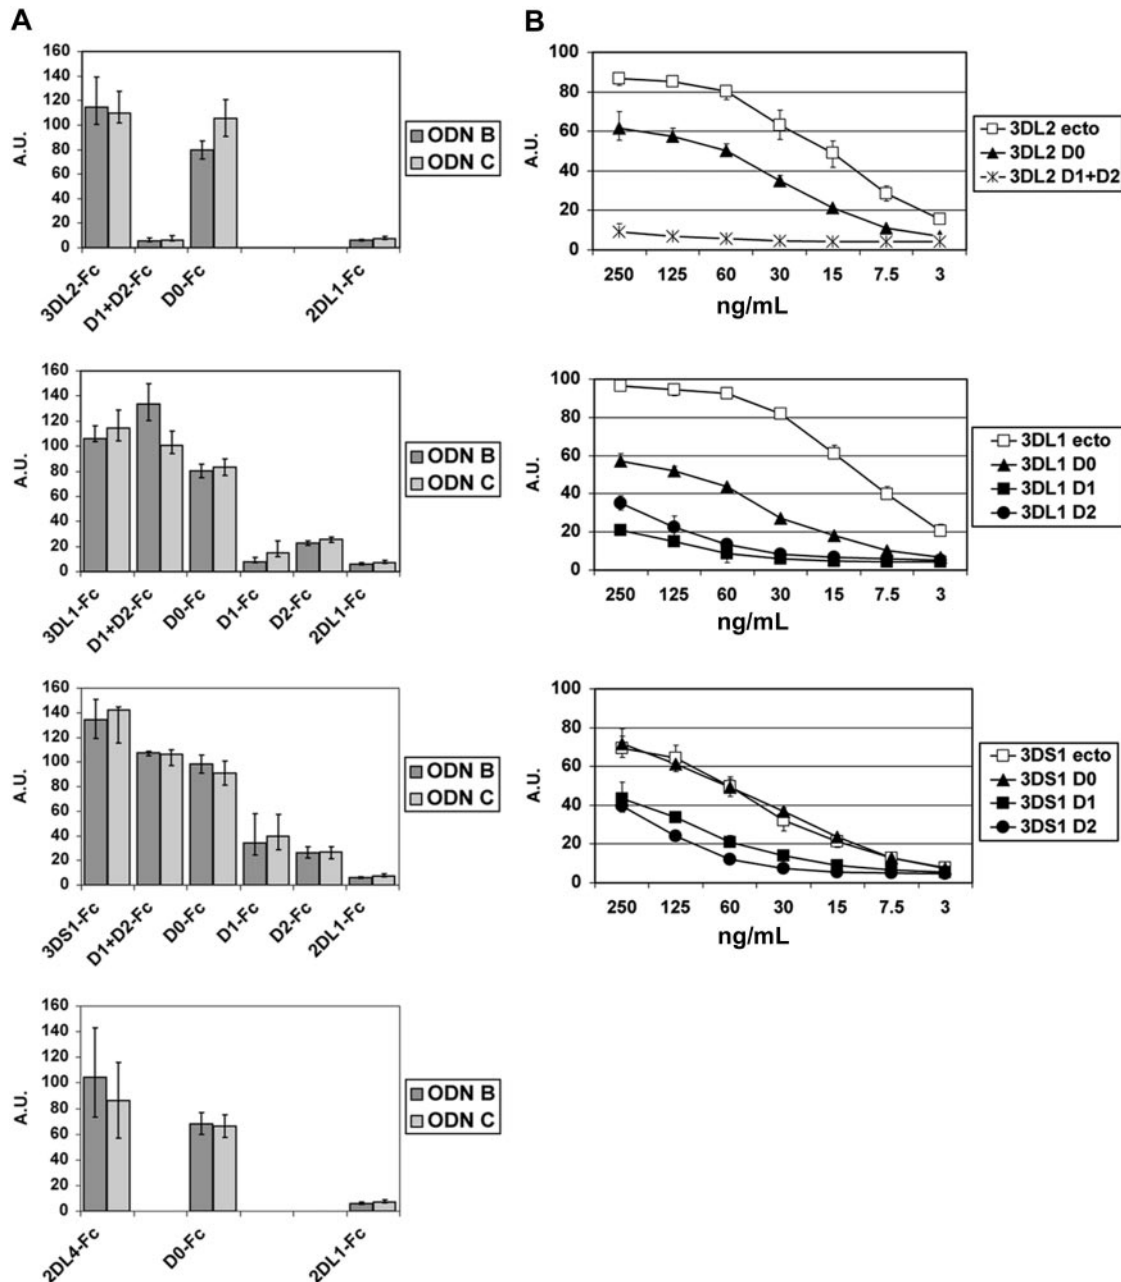 A
A.U.
160
140
120
100
80
60
40
20
0
3DL2-Fc
D1+D2-Fc
D0-Fc
2DL1-Fc
ODN B
ODN C
A.U.
160
140
120
100
80
60
40
20
0
3DL1-Fc
D1+D2-Fc
D0-Fc
D1-Fc
D2-Fc
2DL1-Fc
ODN B
ODN C
A.U.
160
140
120
100
80
60
40
20
0
3DS1-Fc
D1+D2-Fc
D0-Fc
D1-Fc
D2-Fc
2DL1-Fc
ODN B
ODN C
A.U.
160
140
120
100
80
60
40
20
0
2DL4-Fc
D0-Fc
2DL1-Fc
ODN B
ODN C
B
A.U.
100
80
60
40
20
0
250 125 60 30 15 7.5 3
ng/mL
3DL2 ecto
3DL2 D0
3DL2 D1+D2
A.U.
100
80
60
40
20
0
250 125 60 30 15 7.5 3
ng/mL
3DL1 ecto
3DL1 D0
3DL1 D1
3DL1 D2
A.U.
100
80
60
40
20
0
250 125 60 30 15 7.5 3
ng/mL
3DS1 ecto
3DS1 D0
3DS1 D1
3DS1 D2